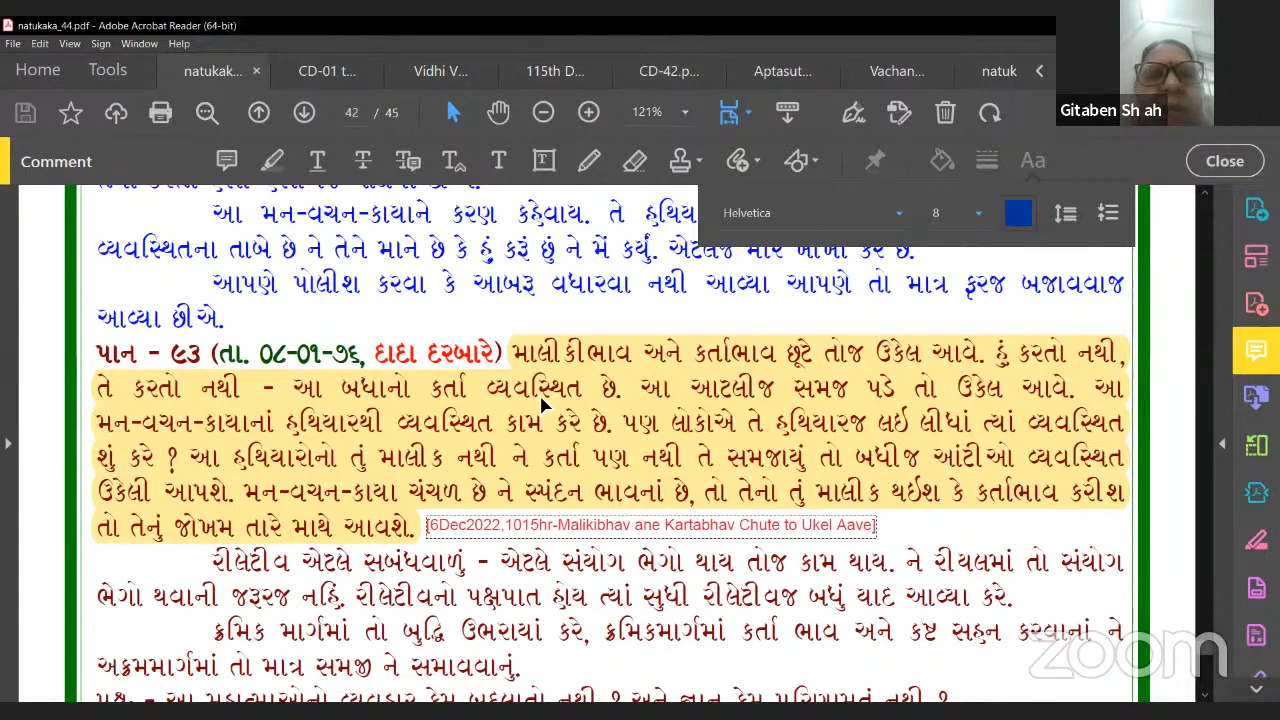 natukaka_44.pdf - Adobe Acrobat Reader (64-bit)
File Edit View Sign Window Help
Home Tools natukak... × CD-01 t... Vidhi V... 115th D... CD-42.p... Aptasut... Vachan... natuk
42 / 45 121%
Gitaben Sh ah
Comment Close
Helvetica 8
આ મન-વચન-કાયાને કરણ કહેવાય. તે હથિયા
વ્યવસ્થિતના તાબે છે ને તેને માને છે કે હું કરૂં છું ને મેં કર્યું. એટલેજ માર ખાધા કરે છે.
આપણે પોલીશ કરવા કે આબરૂ વધારવા નથી આવ્યા આપણે તો માત્ર ફરજ બજાવવાજ
આવ્યા છીએ.
પાન - ૯૩ (તા. ૦૮-૦૧-૭૬, દાદા દરબારે) માલીકીભાવ અને કર્તાભાવ છૂટે તોજ ઉકેલ આવે. હું કરતો નથી,
તે કરતો નથી - આ બધાનો કર્તા વ્યવસ્થિત છે. આ આટલીજ સમજ પડે તો ઉકેલ આવે. આ
મન-વચન-કાયાનાં હથિયારથી વ્યવસ્થિત કામ કરે છે. પણ લોકોએ તે હથિયારજ લઇ લીધાં ત્યાં વ્યવસ્થિત
શું કરે ? આ હથિયારોનો તું માલીક નથી ને કર્તા પણ નથી તે સમજાયું તો બધીજ આંટીઓ વ્યવસ્થિત
ઉકેલી આપશે. મન-વચન-કાયા ચંચળ છે ને સ્પંદન ભાવનાં છે, તો તેનો તું માલીક થઇશ કે કર્તાભાવ કરીશ
તો તેનું જોખમ તારે માથે આવશે. [6Dec2022,1015hr-Malikibhav ane Kartabhav Chute to Ukel Aave]
રીલેટીવ એટલે સબંધવાળું - એટલે સંયોગ ભેગો થાય તોજ કામ થાય. ને રીયલમાં તો સંયોગ
ભેગો થવાની જરૂરજ નહિં. રીલેટીવનો પક્ષપાત હોય ત્યાં સુધી રીલેટીવજ બધું યાદ આવ્યા કરે.
ક્રમિક માર્ગમાં તો બુદ્ધિ ઉભરાયાં કરે, ક્રમિકમાર્ગમાં કર્તા ભાવ અને કષ્ટ સહન કરવાનાં ને
અક્રમમાર્ગમાં તો માત્ર સમજી ને સમાવવાનું.
zoom